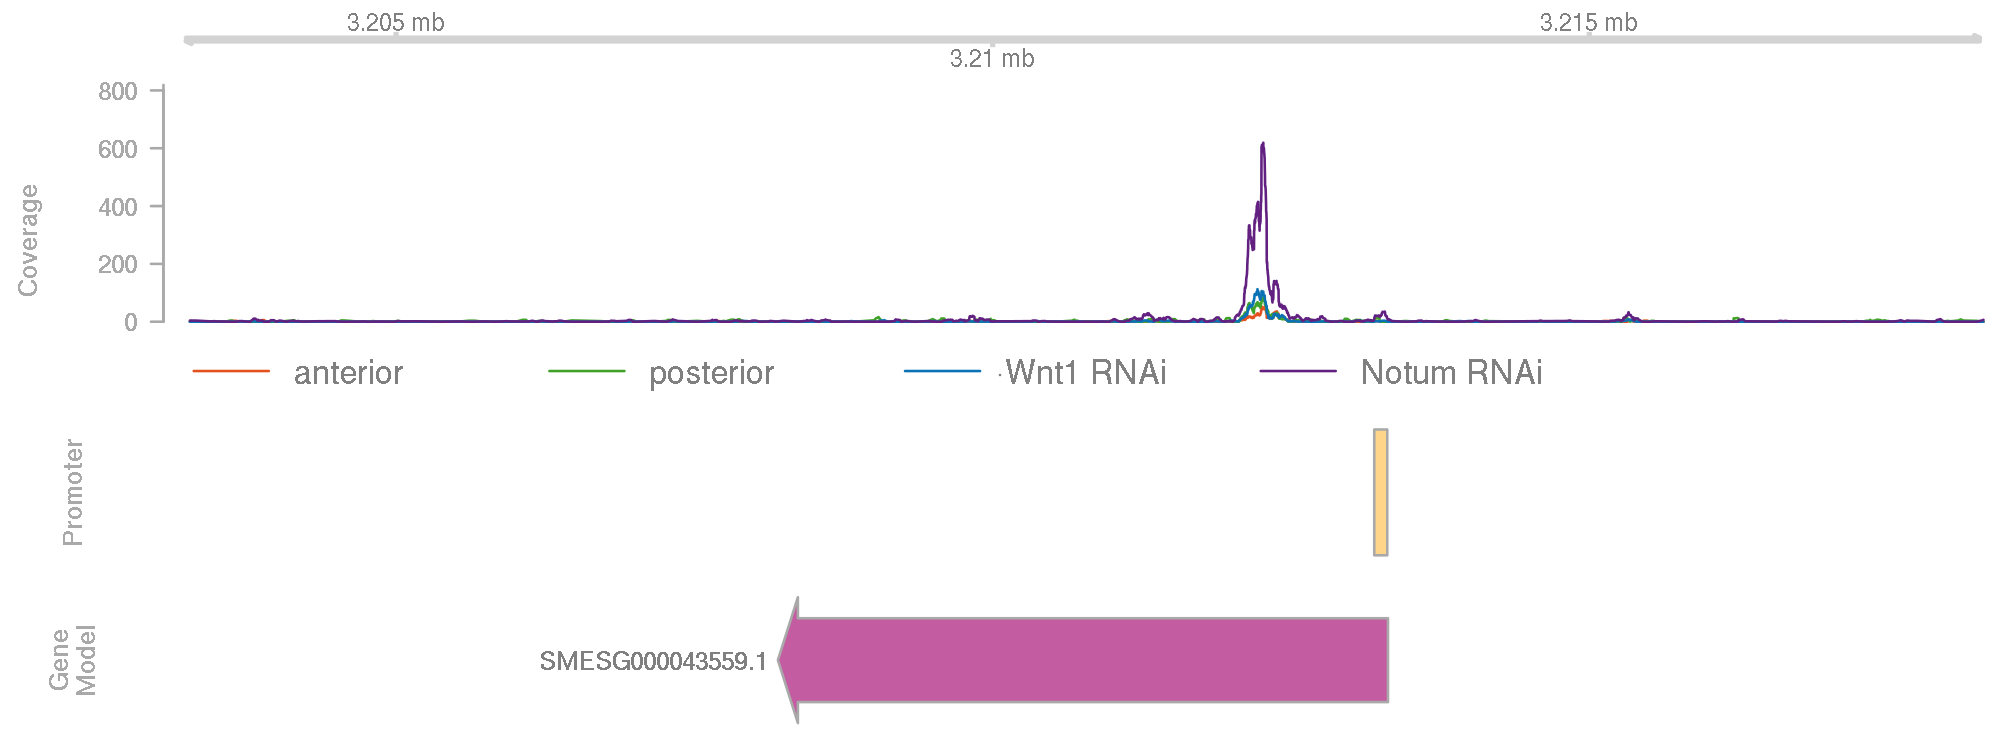 3.205 mb
3.215 mb
3.21 mb
800
600
400
200
0
Coverage
anterior posterior Wnt1 RNAi Notum RNAi
Promoter
Gene
Model
SMESG000043559.1